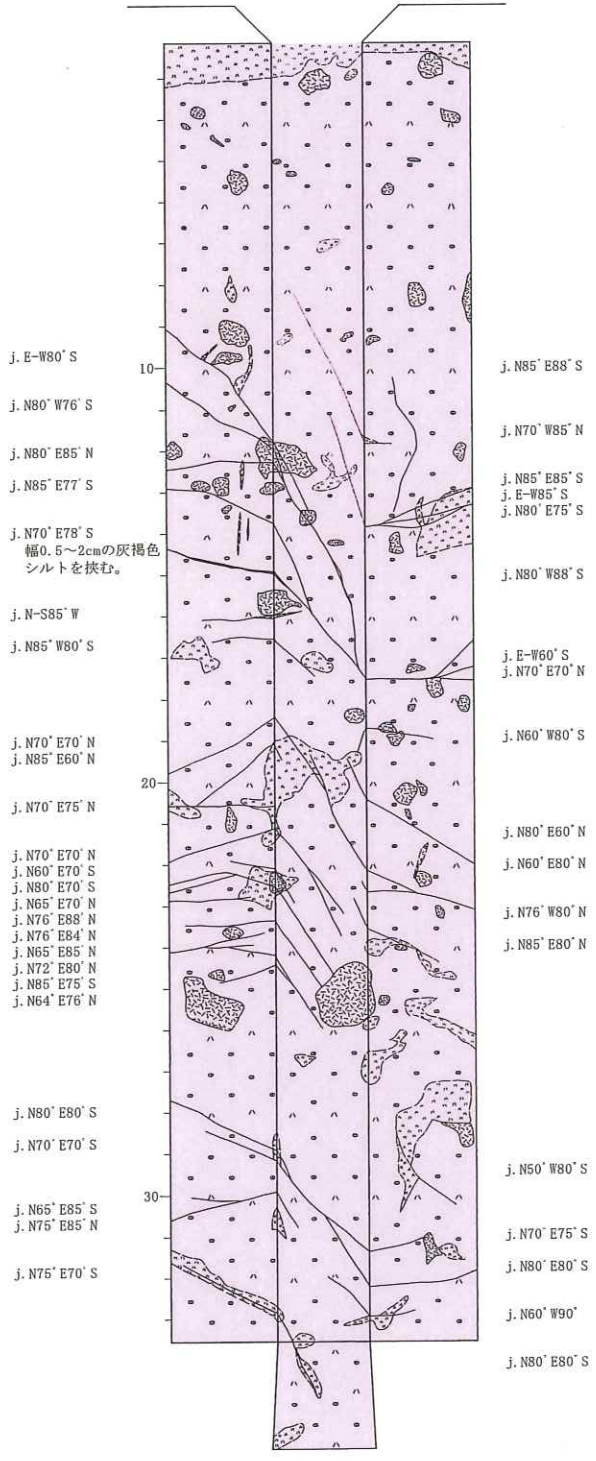 j.E-W80°S
10
j.N80°W76°S
j.N80°E85°N
j.N85°E77°S
j.N70°E78°S
幅0.5～2cmの灰褐色
シルトを挟む。
j.N-S85°W
j.N85°W80°S
j.N70°E70°N
j.N85°E60°N
20
j.N70°E75°N
j.N70°E70°N
j.N60°E70°S
j.N80°E70°S
j.N65°E70°N
j.N76°E88°N
j.N76°E84°N
j.N65°E85°N
j.N72°E80°N
j.N85°E75°S
j.N64°E76°N
j.N80°E80°S
j.N70°E70°S
30
j.N65°E85°S
j.N75°E85°N
j.N75°E70°S
j.N85°E88°S
j.N70°W85°N
j.N85°E85°S
j.E-W85°S
j.N80°E75°S
j.N80°W88°S
j.E-W60°S
j.N70°E70°N
j.N60°W80°S
j.N80°E60°N
j.N60°E80°N
j.N76°W80°N
j.N85°E80°N
j.N50°W80°S
j.N70°E75°S
j.N80°E80°S
j.N60°W90°
j.N80°E80°S